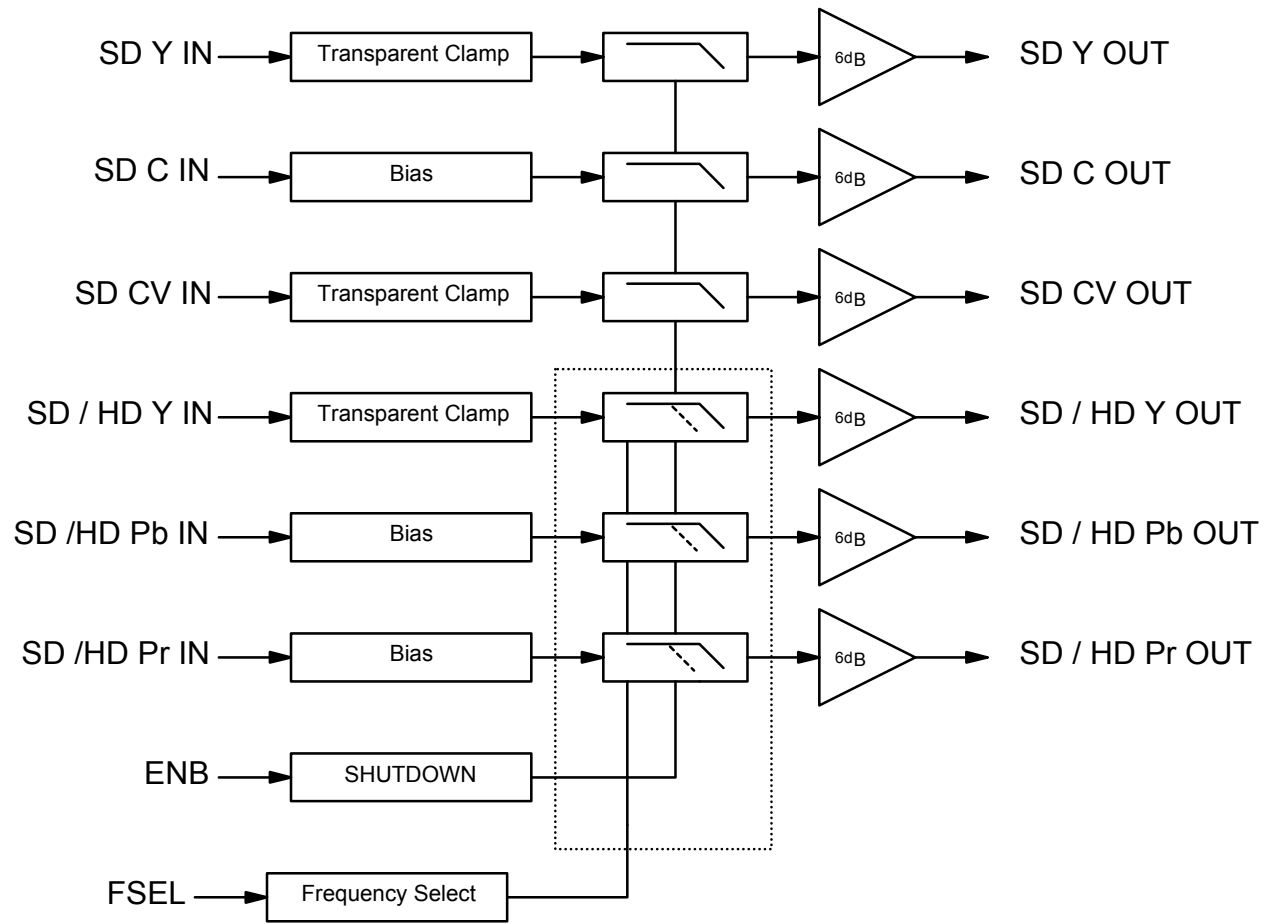 SD Y IN Transparent Clamp 6dB SD Y OUT
SD C IN Bias 6dB SD C OUT
SD CV IN Transparent Clamp 6dB SD CV OUT
SD / HD Y IN Transparent Clamp 6dB SD / HD Y OUT
SD /HD Pb IN Bias 6dB SD / HD Pb OUT
SD /HD Pr IN Bias 6dB SD / HD Pr OUT
ENB SHUTDOWN
FSEL Frequency Select